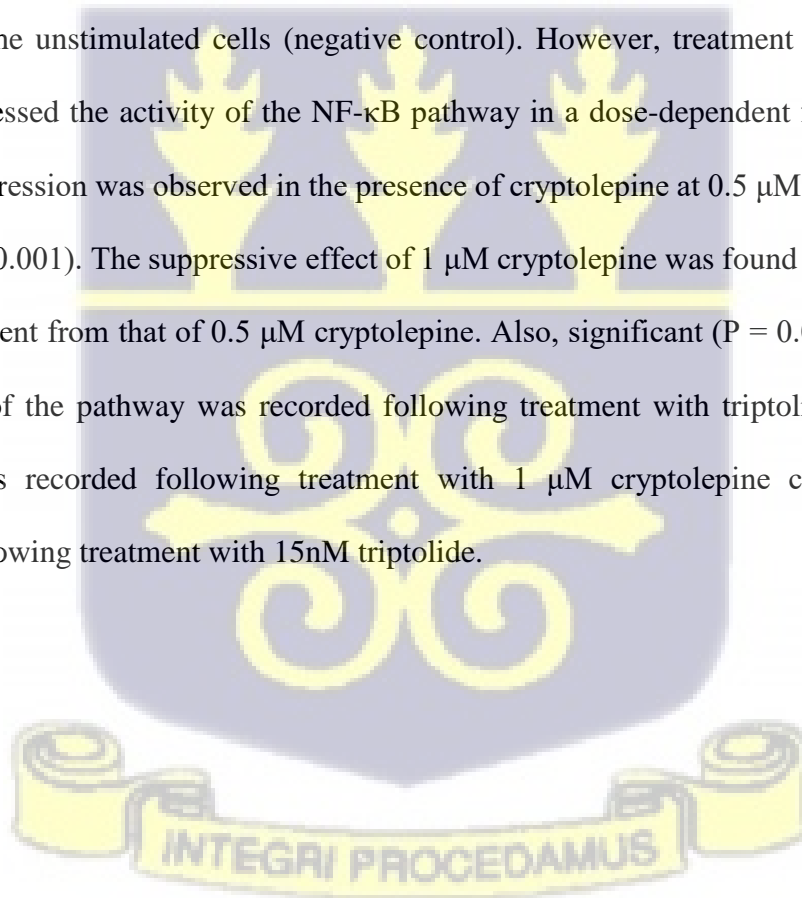 ne unstimulated cells (negative control). However, treatment
essed the activity of the NF-κB pathway in a dose-dependent
ression was observed in the presence of cryptolepine at 0.5 μM
0.001). The suppressive effect of 1 μM cryptolepine was found
ent from that of 0.5 μM cryptolepine. Also, significant (P = 0.
of the pathway was recorded following treatment with triptoli
s recorded following treatment with 1 μM cryptolepine c
owing treatment with 15nM triptolide.
INTEGRI PROCEDAMUS